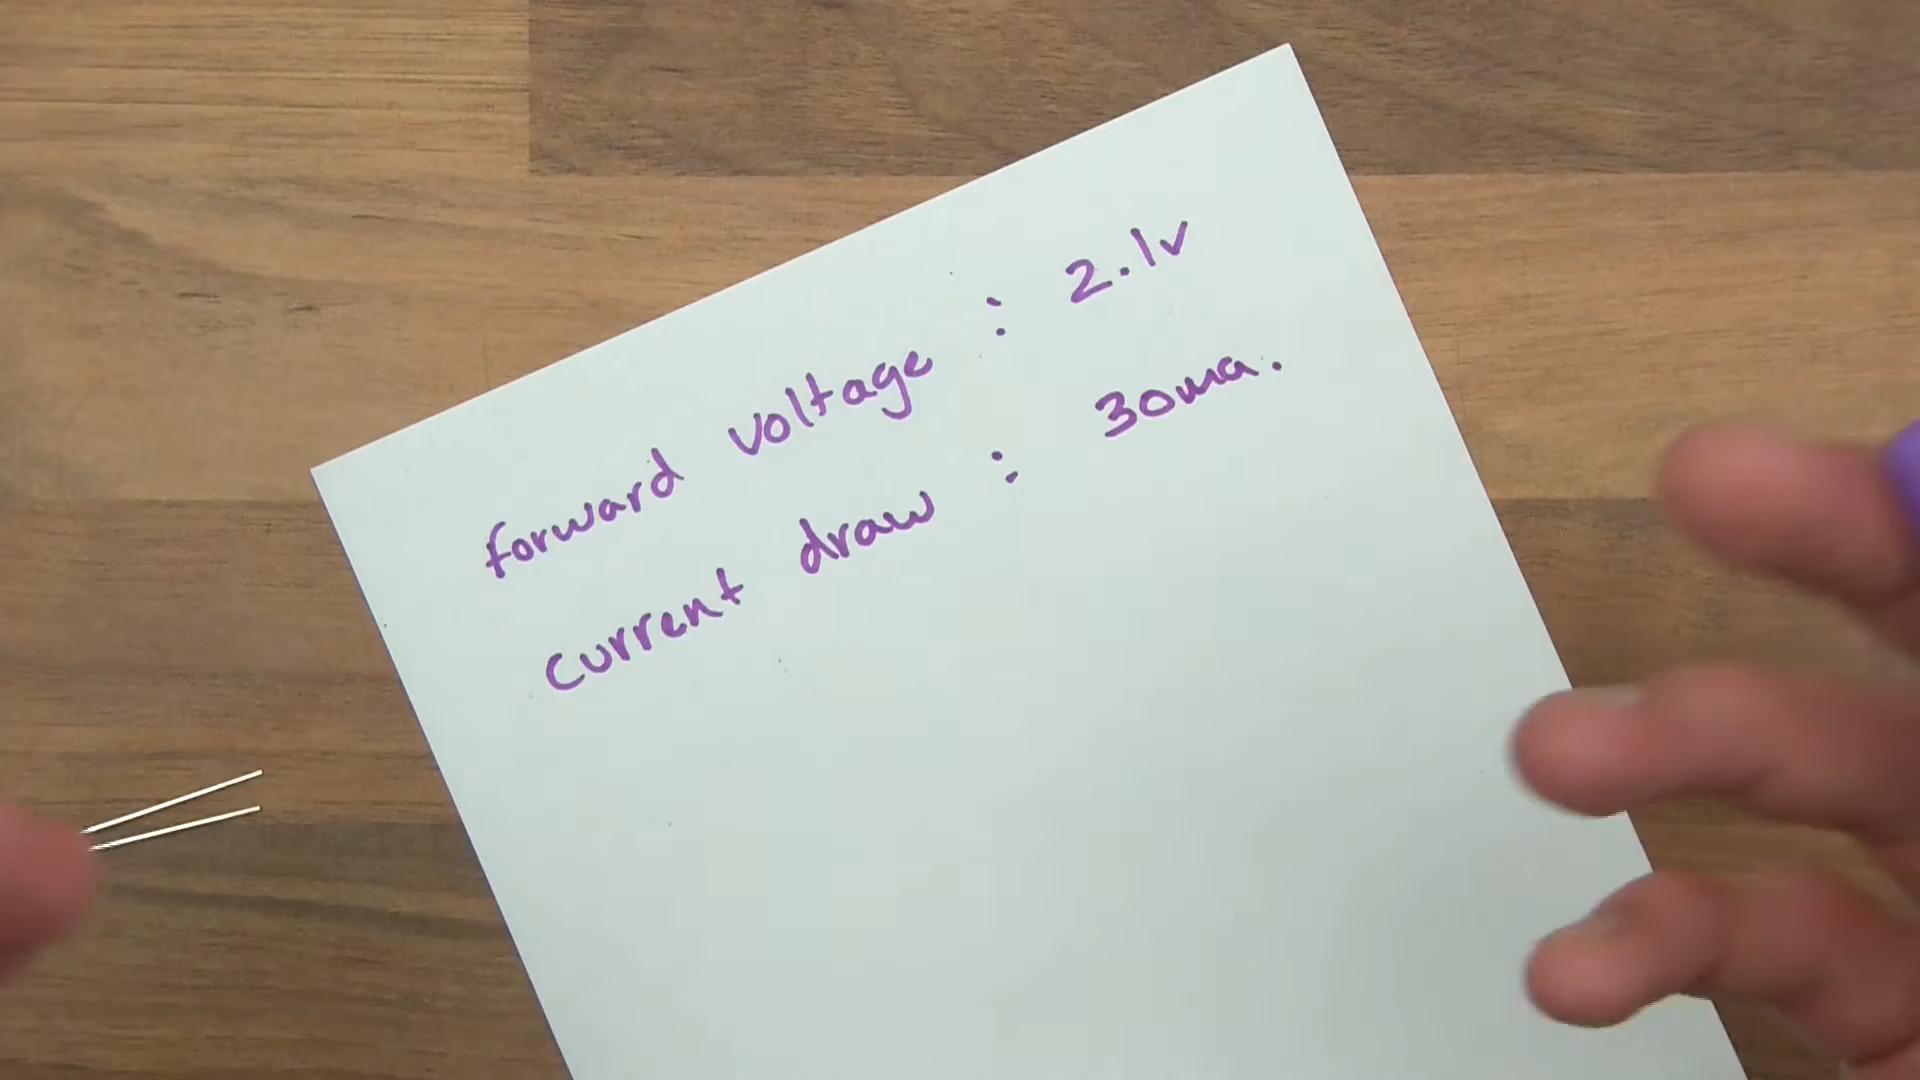 forward voltage : 2.1v
current draw : 30ma.